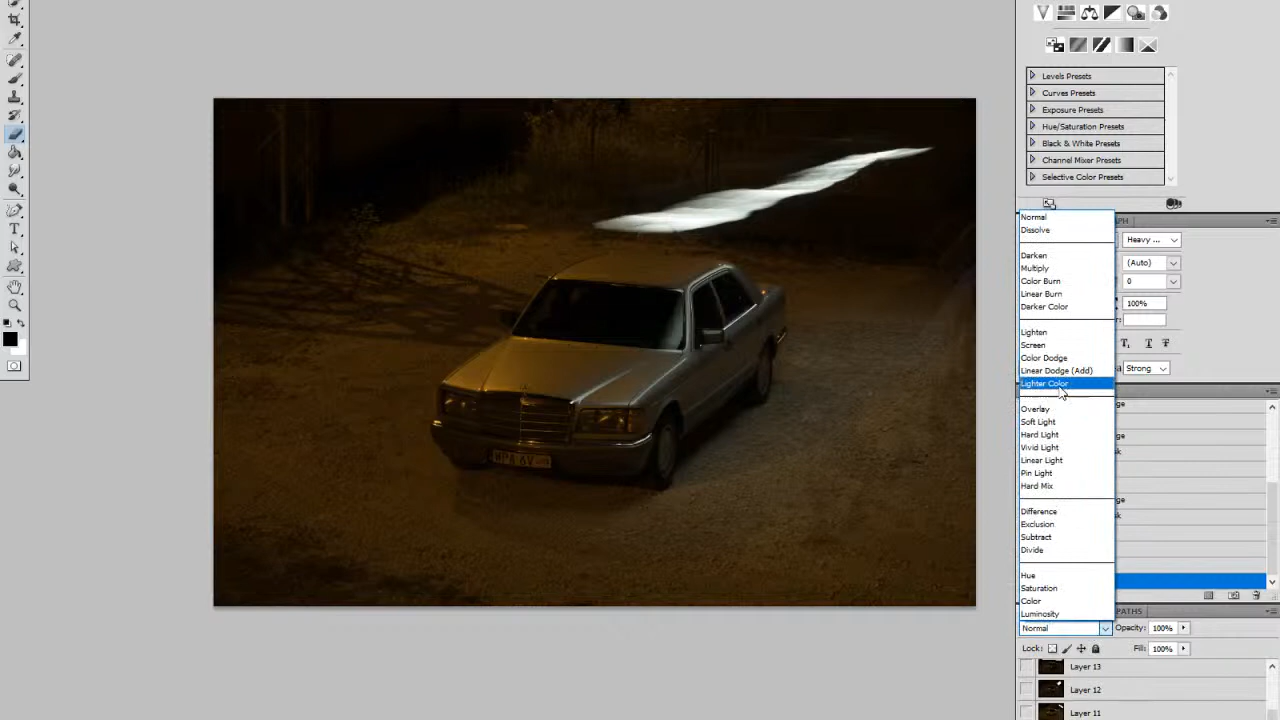 Levels Presets
Curves Presets
Exposure Presets
Hue/Saturation Presets
Black & White Presets
Channel Mixer Presets
Selective Color Presets
Normal
Dissolve
Darken
Multiply
Color Burn
Linear Burn
Darker Color
Lighten
Screen
Color Dodge
Linear Dodge (Add)
Lighter Color
Overlay
Soft Light
Hard Light
Vivid Light
Linear Light
Pin Light
Hard Mix
Difference
Exclusion
Subtract
Divide
Hue
Saturation
Color
Luminosity
Heavy ...
(Auto)
0
100%
T, T Ŧ
Strong
PATHS
Normal Opacity: 100%
Lock: Fill: 100%
Layer 13
Layer 12
Layer 11